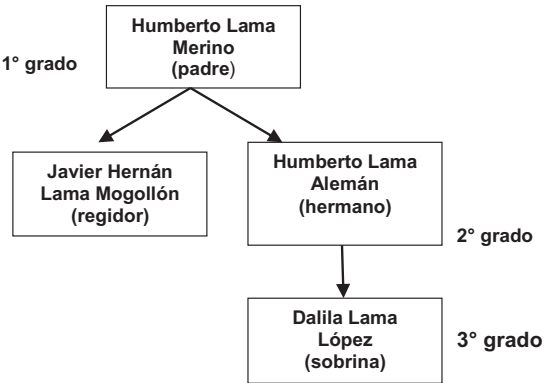 Humberto Lama
Merino
(padre)
1° grado
Javier Hernán
Lama Mogollón
(regidor)
Humberto Lama
Alemán
(hermano)
2° grado
Dalila Lama
López
(sobrina)
3° grado